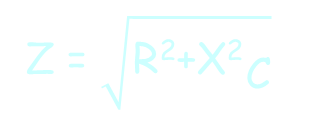 Z = √R²+X²C